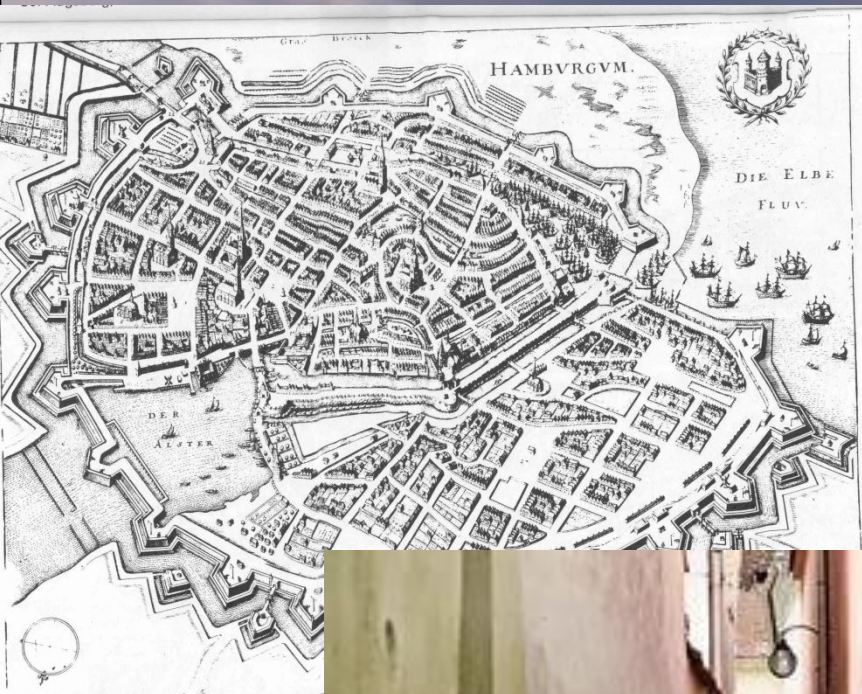 HAMBVRGVM.
DIE ELBE
FLUV.
DER
ALSTER